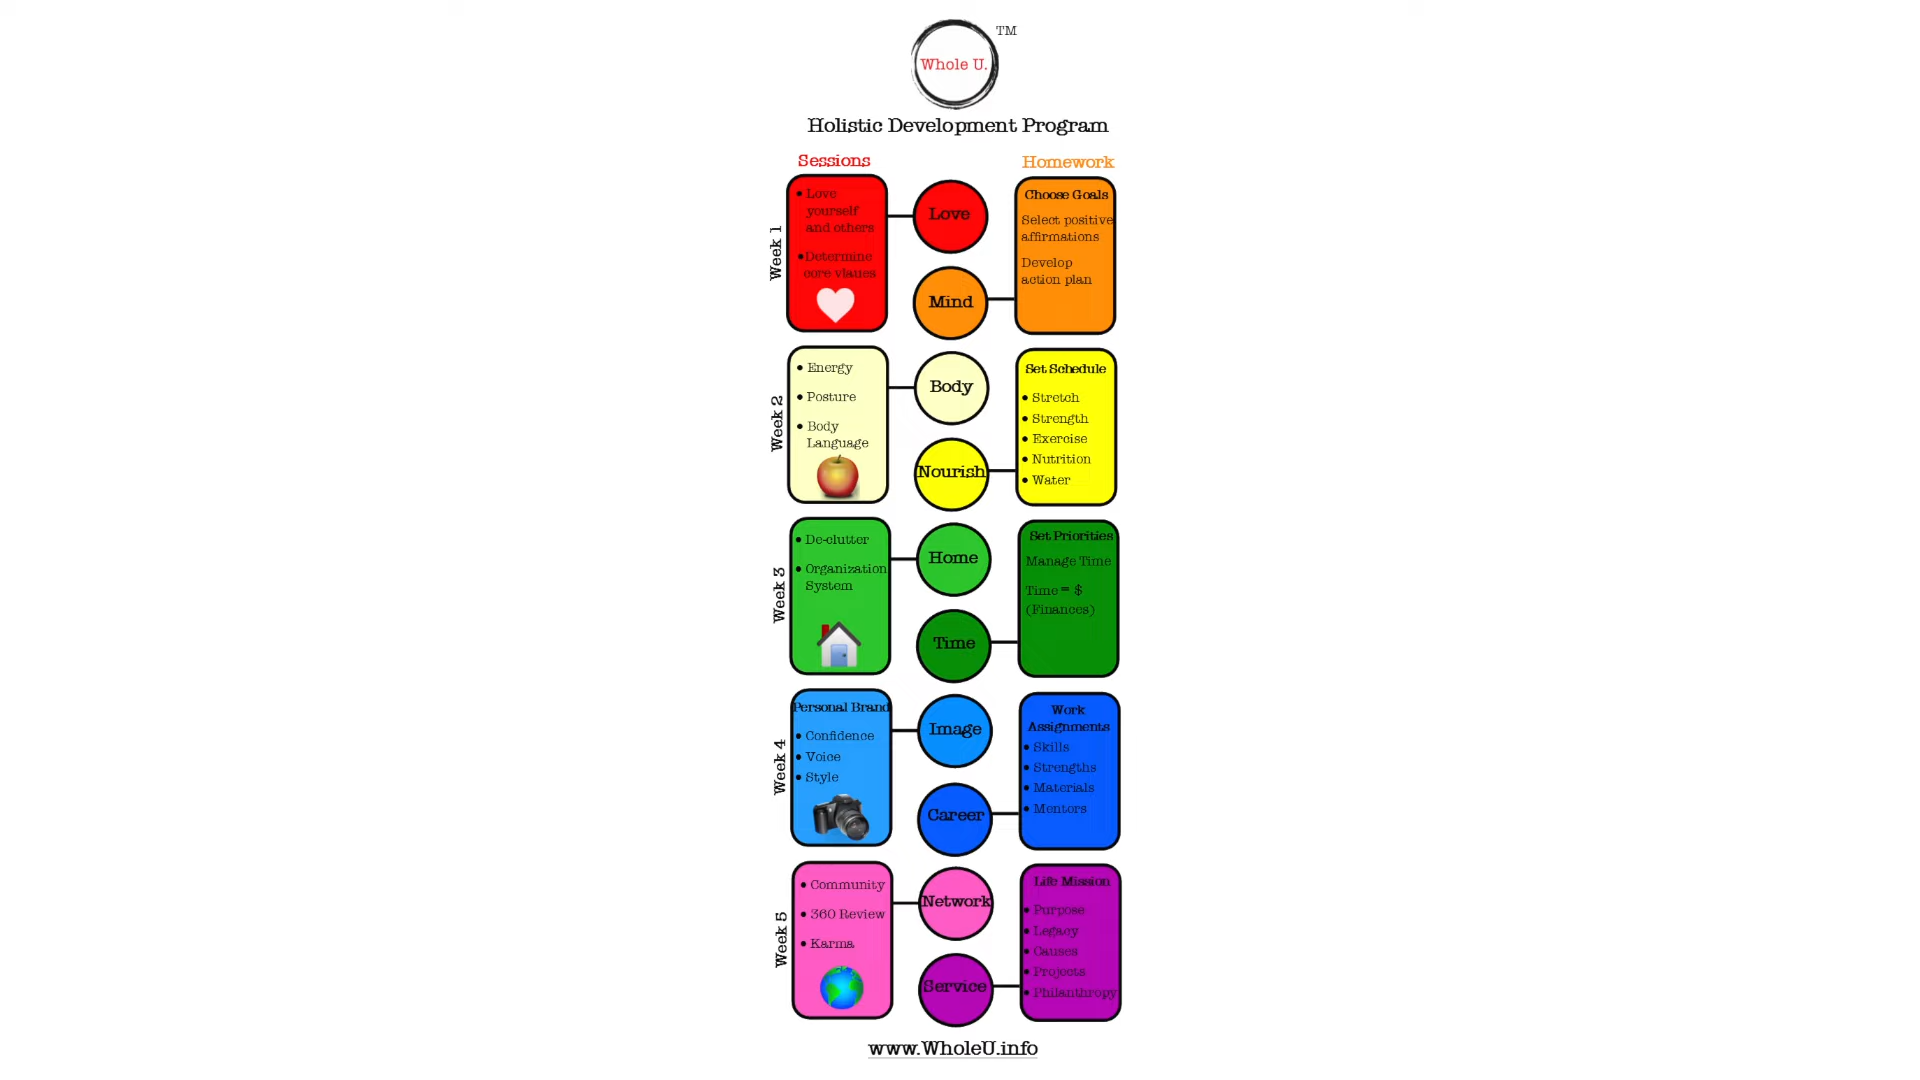 TM
Whole U.
Holistic Development Program
Sessions
Homework
Week 1
• Love
yourself
and others
•Determine
core vlaues
Love
Mind
Choose Goals
Select positive
affirmations
Develop
action plan
Week 2
• Energy
• Posture
• Body
Language
Body
Nourish
Set Schedule
• Stretch
• Strength
• Exercise
• Nutrition
• Water
Week 3
• De-clutter
• Organization
System
Home
Time
Set Priorities
Manage Time
Time = $
(Finances)
Week 4
Personal Brand
• Confidence
• Voice
• Style
Image
Career
Work
Assignments
• Skills
• Strengths
• Materials
• Mentors
Week 5
• Community
• 360 Review
• Karma
Network
Service
Life Mission
• Purpose
• Legacy
• Causes
• Projects
• Philanthropy
www.WholeU.info